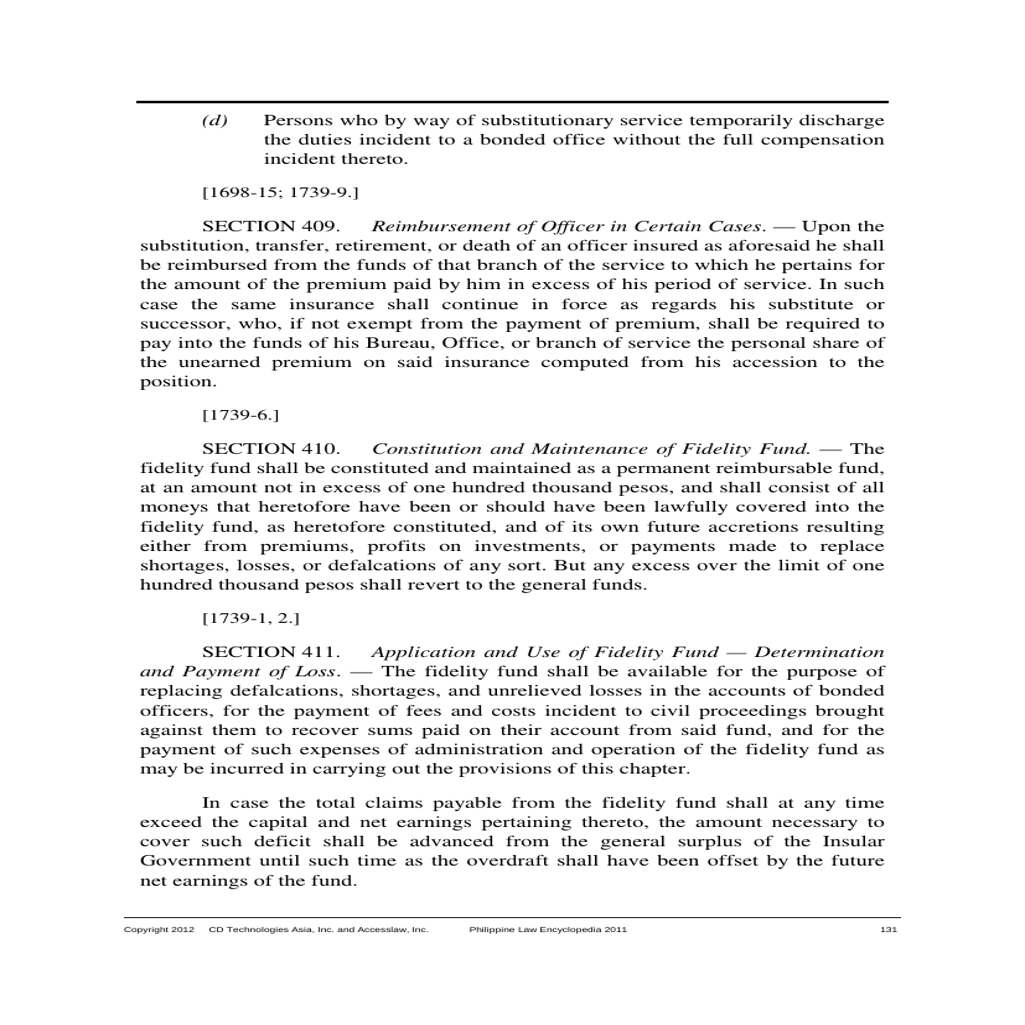 (d) Persons who by way of substitutionary service temporarily discharge
the duties incident to a bonded office without the full compensation
incident thereto.
[1698-15; 1739-9.]
SECTION 409. Reimbursement of Officer in Certain Cases. — Upon the
substitution, transfer, retirement, or death of an officer insured as aforesaid he shall
be reimbursed from the funds of that branch of the service to which he pertains for
the amount of the premium paid by him in excess of his period of service. In such
case the same insurance shall continue in force as regards his substitute or
successor, who, if not exempt from the payment of premium, shall be required to
pay into the funds of his Bureau, Office, or branch of service the personal share of
the unearned premium on said insurance computed from his accession to the
position.
[1739-6.]
SECTION 410. Constitution and Maintenance of Fidelity Fund. — The
fidelity fund shall be constituted and maintained as a permanent reimbursable fund,
at an amount not in excess of one hundred thousand pesos, and shall consist of all
moneys that heretofore have been or should have been lawfully covered into the
fidelity fund, as heretofore constituted, and of its own future accretions resulting
either from premiums, profits on investments, or payments made to replace
shortages, losses, or defalcations of any sort. But any excess over the limit of one
hundred thousand pesos shall revert to the general funds.
[1739-1, 2.]
SECTION 411. Application and Use of Fidelity Fund — Determination
and Payment of Loss. — The fidelity fund shall be available for the purpose of
replacing defalcations, shortages, and unrelieved losses in the accounts of bonded
officers, for the payment of fees and costs incident to civil proceedings brought
against them to recover sums paid on their account from said fund, and for the
payment of such expenses of administration and operation of the fidelity fund as
may be incurred in carrying out the provisions of this chapter.
In case the total claims payable from the fidelity fund shall at any time
exceed the capital and net earnings pertaining thereto, the amount necessary to
cover such deficit shall be advanced from the general surplus of the Insular
Government until such time as the overdraft shall have been offset by the future
net earnings of the fund.
Copyright 2012 CD Technologies Asia, Inc. and Accesslaw, Inc. Philippine Law Encyclopedia 2011 131